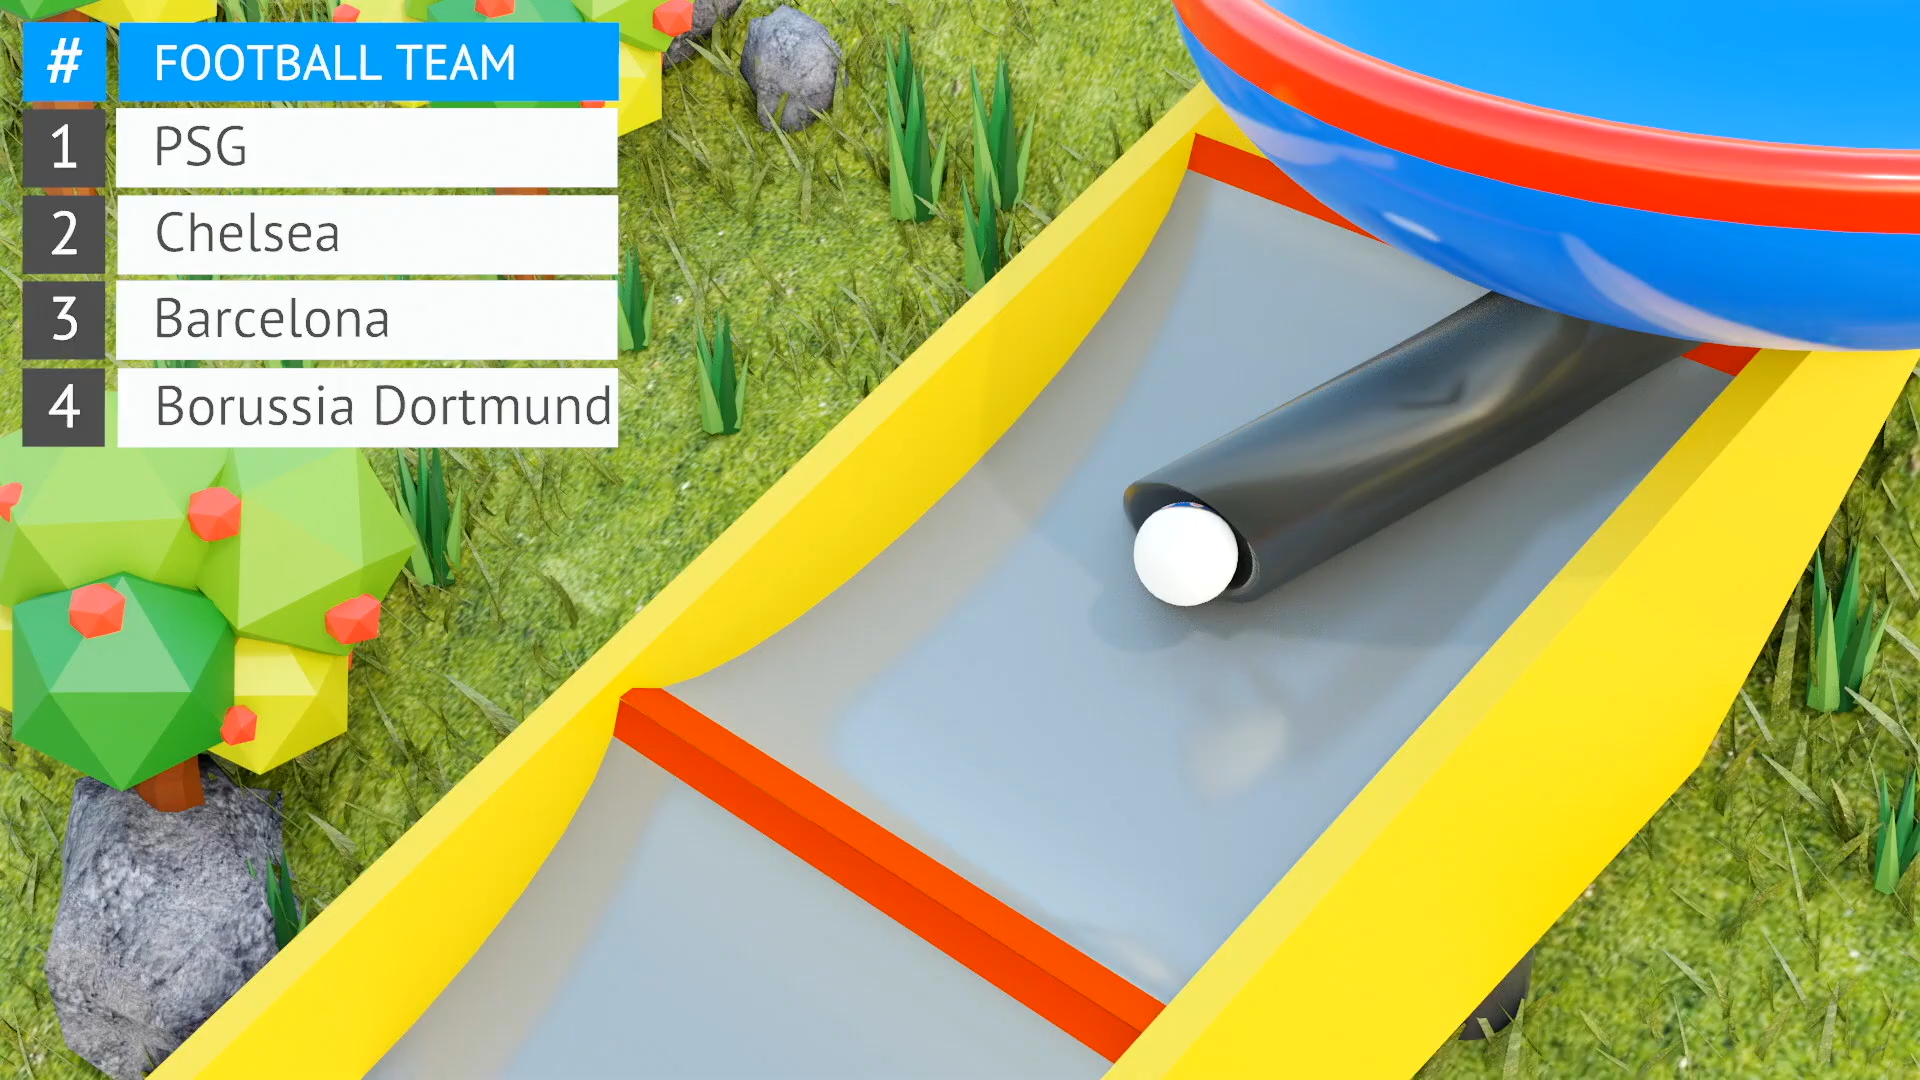 # FOOTBALL TEAM
1 PSG
2 Chelsea
3 Barcelona
4 Borussia Dortmund